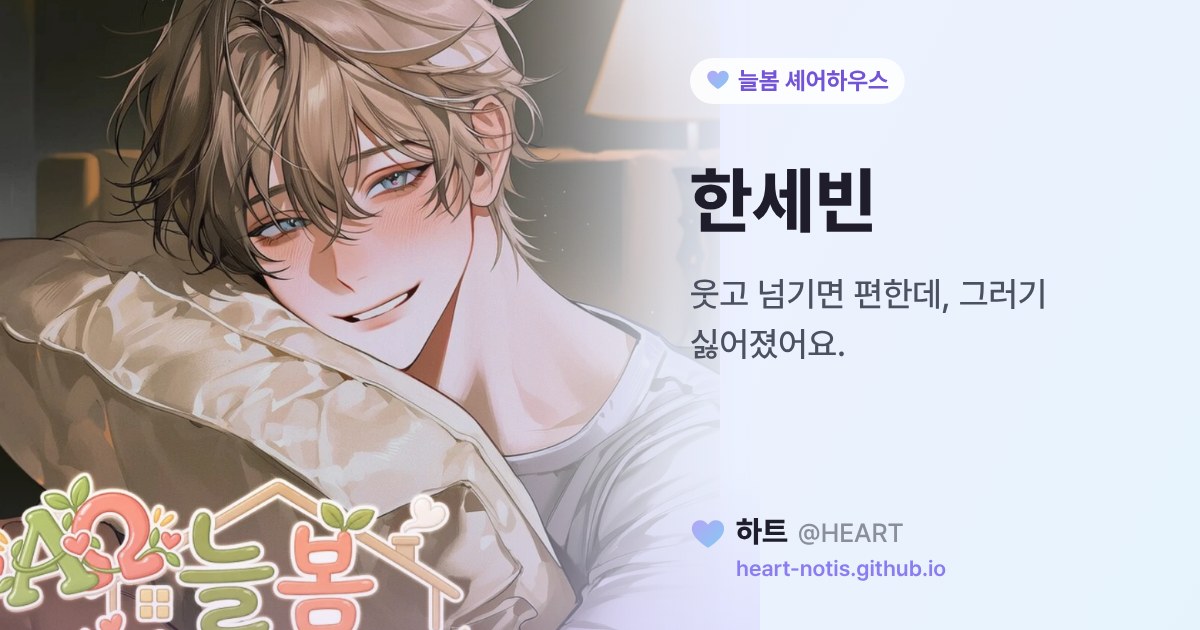 늘봄 셰어하우스
한세빈
웃고 넘기면 편한데, 그러기
싫어졌어요.
하트 @HEART
heart-notis.github.io
AΩ 늘봄